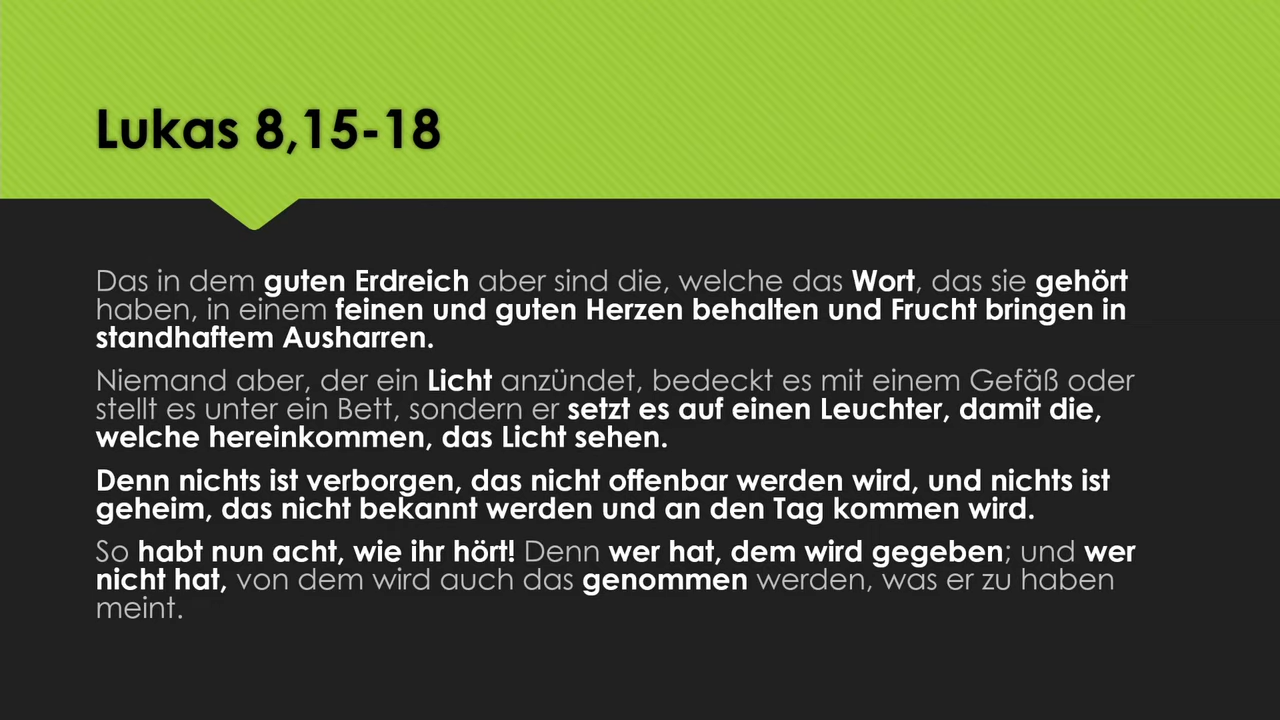 Lukas 8,15-18
Das in dem guten Erdreich aber sind die, welche das Wort, das sie gehört
haben, in einem feinen und guten Herzen behalten und Frucht bringen in
standhaftem Ausharren.
Niemand aber, der ein Licht anzündet, bedeckt es mit einem Gefäß oder
stellt es unter ein Bett, sondern er setzt es auf einen Leuchter, damit die,
welche hereinkommen, das Licht sehen.
Denn nichts ist verborgen, das nicht offenbar werden wird, und nichts ist
geheim, das nicht bekannt werden und an den Tag kommen wird.
So habt nun acht, wie ihr hört! Denn wer hat, dem wird gegeben; und wer
nicht hat, von dem wird auch das genommen werden, was er zu haben
meint.